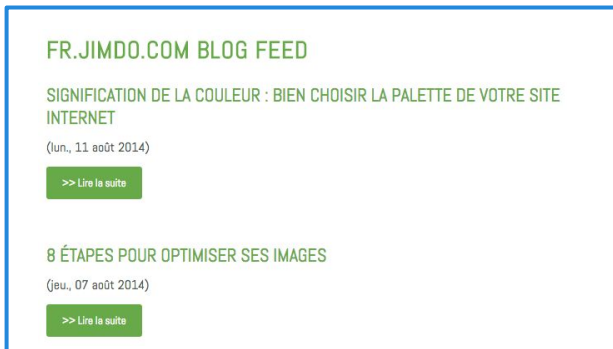 FR.JIMDO.COM BLOG FEED
SIGNIFICATION DE LA COULEUR : BIEN CHOISIR LA PALETTE DE VOTRE SITE
INTERNET
(lun., 11 août 2014)
>> Lire la suite
8 ÉTAPES POUR OPTIMISER SES IMAGES
(jeu., 07 août 2014)
>> Lire la suite